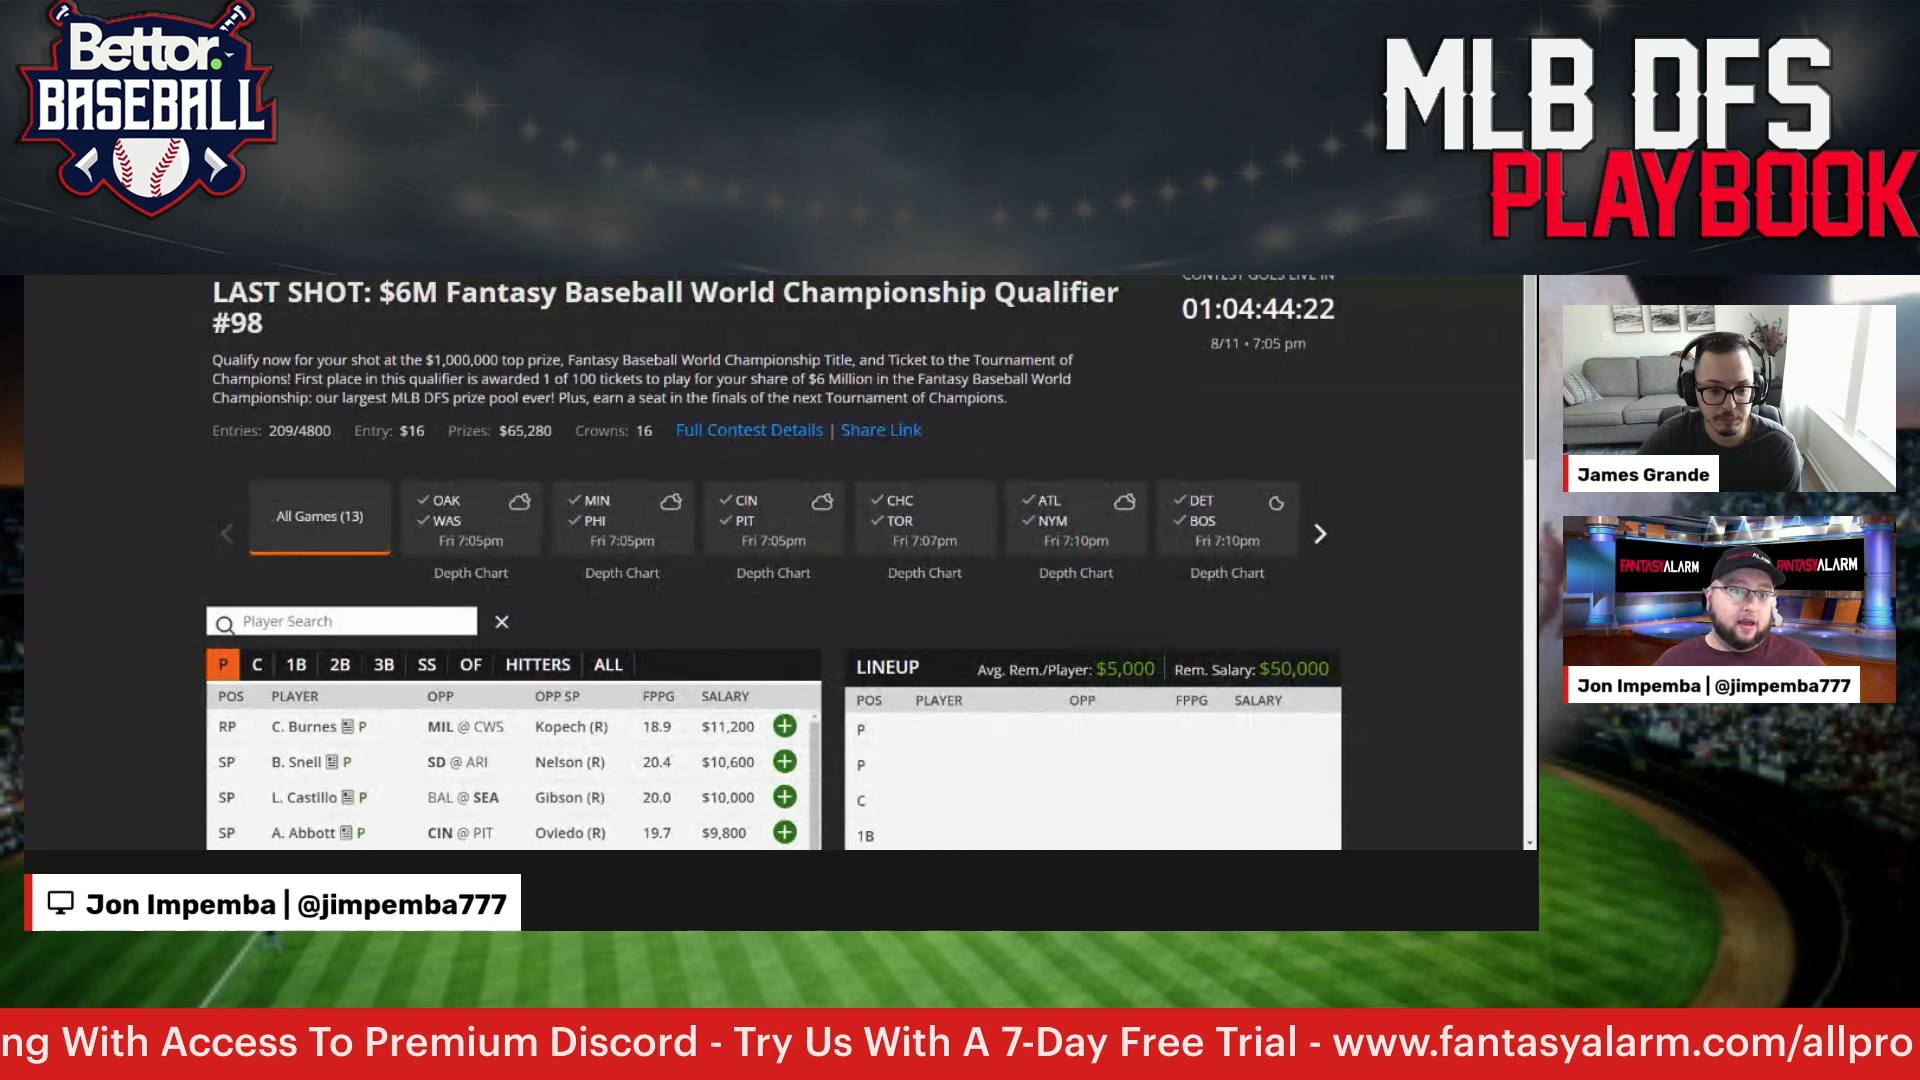 Bettor.
BASEBALL
MLB DFS
PLAYBOOK
CONTEST GOES LIVE IN
LAST SHOT: $6M Fantasy Baseball World Championship Qualifier
#98
01:04:44:22
8/11 • 7:05 pm
Qualify now for your shot at the $1,000,000 top prize, Fantasy Baseball World Championship Title, and Ticket to the Tournament of
Champions! First place in this qualifier is awarded 1 of 100 tickets to play for your share of $6 Million in the Fantasy Baseball World
Championship: our largest MLB DFS prize pool ever! Plus, earn a seat in the finals of the next Tournament of Champions.
Entries: 209/4800 Entry: $16 Prizes: $65,280 Crowns: 16 Full Contest Details | Share Link
All Games (13)
OAK
WAS
Fri 7:05pm
Depth Chart
MIN
PHI
Fri 7:05pm
Depth Chart
CIN
PIT
Fri 7:05pm
Depth Chart
CHC
TOR
Fri 7:07pm
Depth Chart
ATL
NYM
Fri 7:10pm
Depth Chart
DET
BOS
Fri 7:10pm
Depth Chart
Player Search
P C 1B 2B 3B SS OF HITTERS ALL
POS PLAYER OPP OPP SP FPPG SALARY
RP C. Burnes P MIL @ CWS Kopech (R) 18.9 $11,200
SP B. Snell P SD @ ARI Nelson (R) 20.4 $10,600
SP L. Castillo P BAL @ SEA Gibson (R) 20.0 $10,000
SP A. Abbott P CIN @ PIT Oviedo (R) 19.7 $9,800
LINEUP Avg. Rem./Player: $5,000 Rem. Salary: $50,000
POS PLAYER OPP FPPG SALARY
P
P
C
1B
James Grande
FANTASYALARM
FANTASYALARM
Jon Impemba | @jimpemba777
Jon Impemba | @jimpemba777
ng With Access To Premium Discord - Try Us With A 7-Day Free Trial - www.fantasyalarm.com/allpro